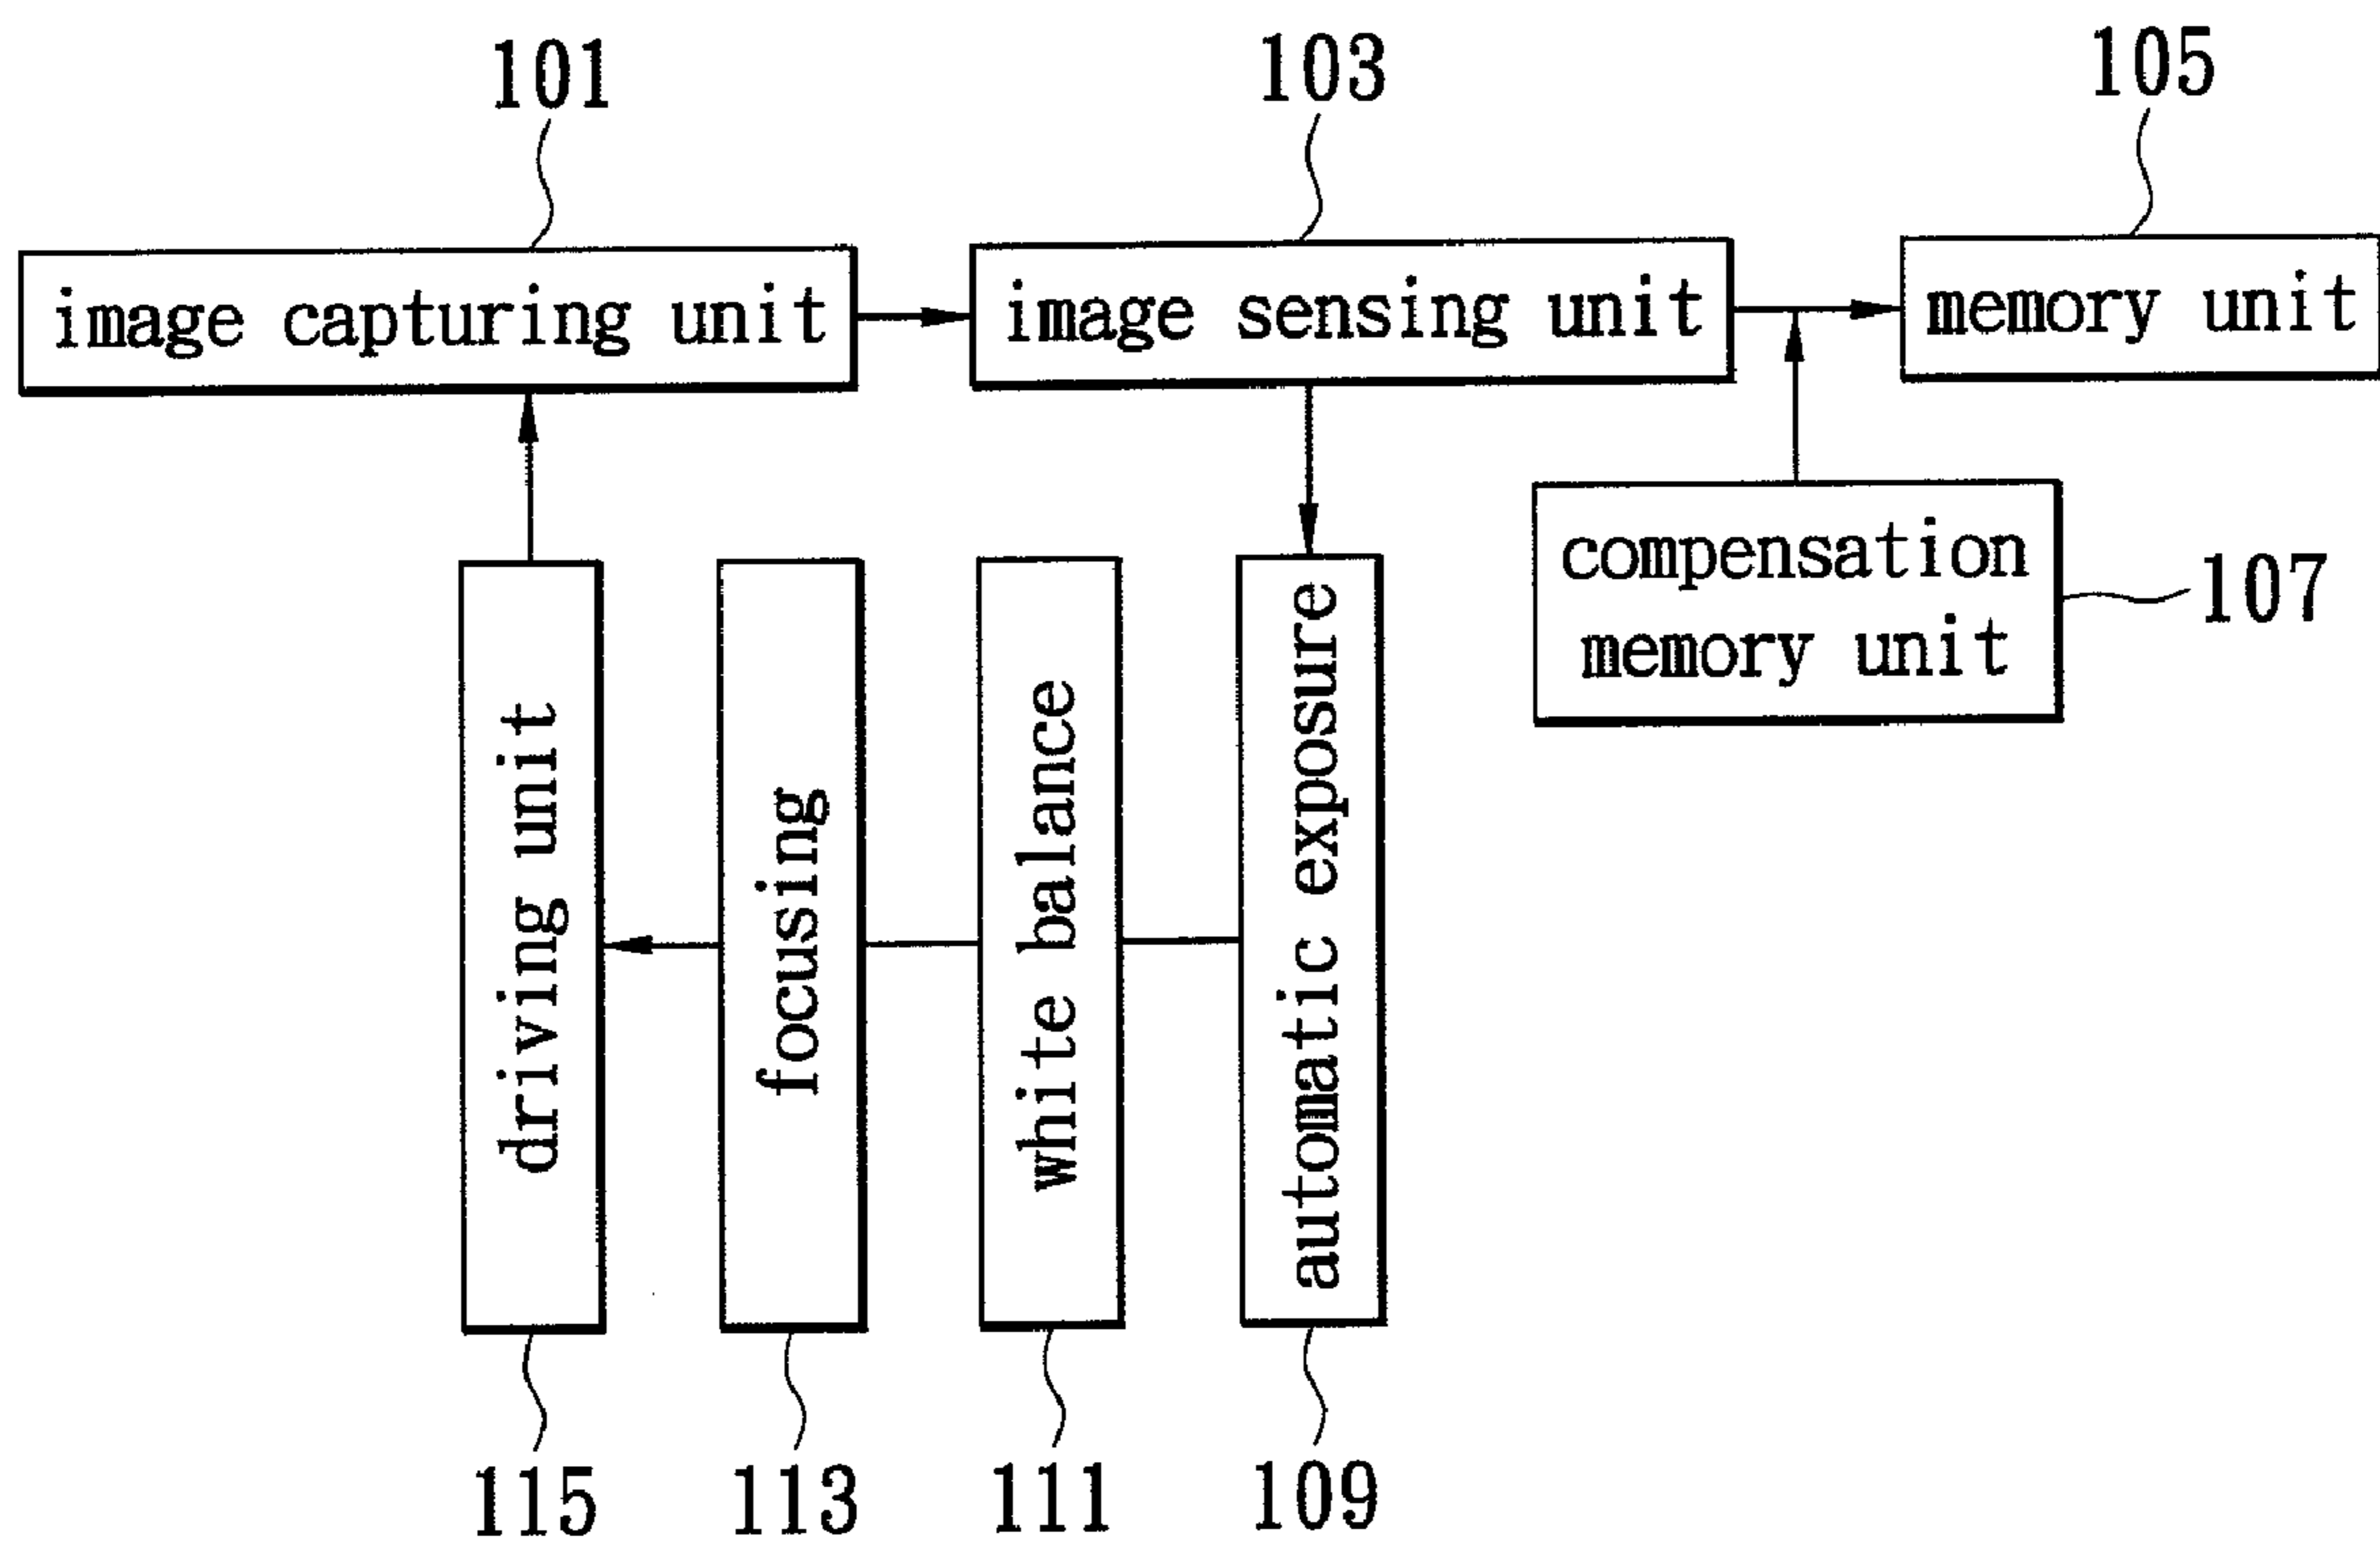 101
103
105
image capturing unit
image sensing unit
memory unit
compensation
memory unit
107
driving unit
focusing
white balance
automatic exposure
115
113
111
109